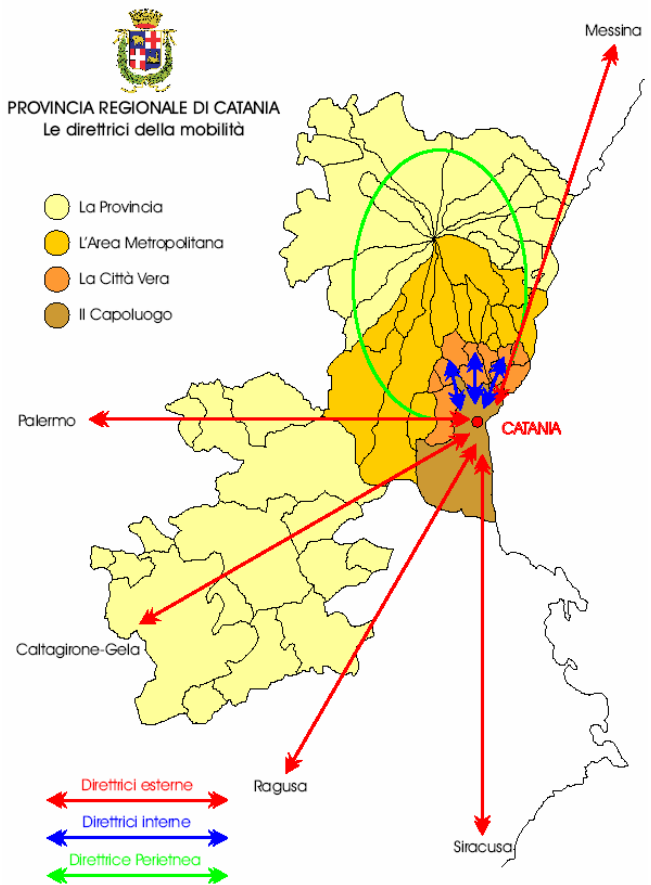 Messina
PROVINCIA REGIONALE DI CATANIA
Le direttrici della mobilità
La Provincia
L'Area Metropolitana
La Città Vera
Il Capoluogo
Palermo
CATANIA
Caltagirone-Gela
Ragusa
Siracusa
Direttrici esterne
Direttrici interne
Direttrice Perietnea